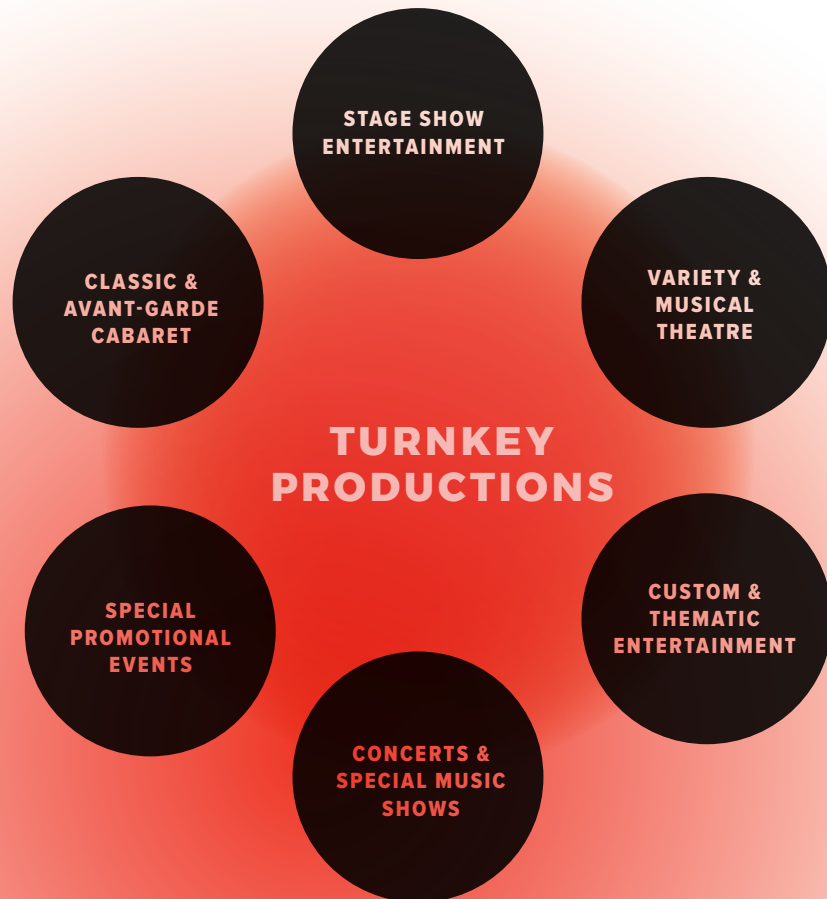 STAGE SHOW
ENTERTAINMENT
CLASSIC &
AVANT-GARDE
CABARET
VARIETY &
MUSICAL
THEATRE
TURNKEY
PRODUCTIONS
SPECIAL
PROMOTIONAL
EVENTS
CUSTOM &
THEMATIC
ENTERTAINMENT
CONCERTS &
SPECIAL MUSIC
SHOWS